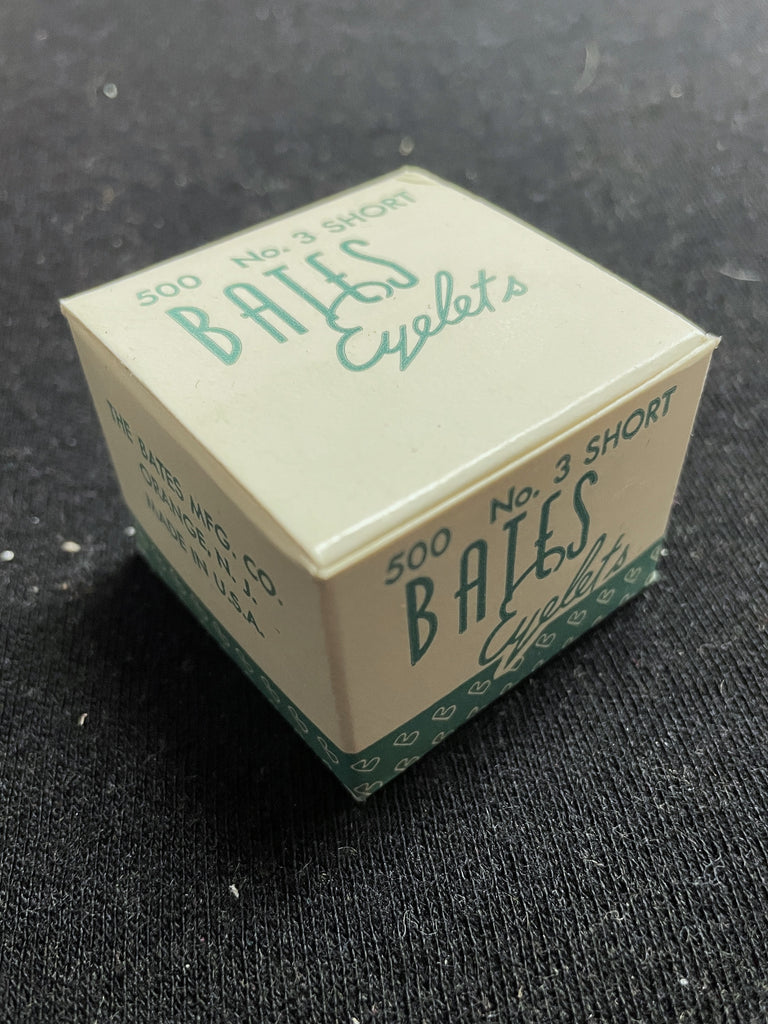 500 No. 3 SHORT
BATES
Eyelets
THE BATES MFG. CO.
ORANGE, N. J.
MADE IN U.S.A.
500 No. 3 SHORT
BATES
Eyelets